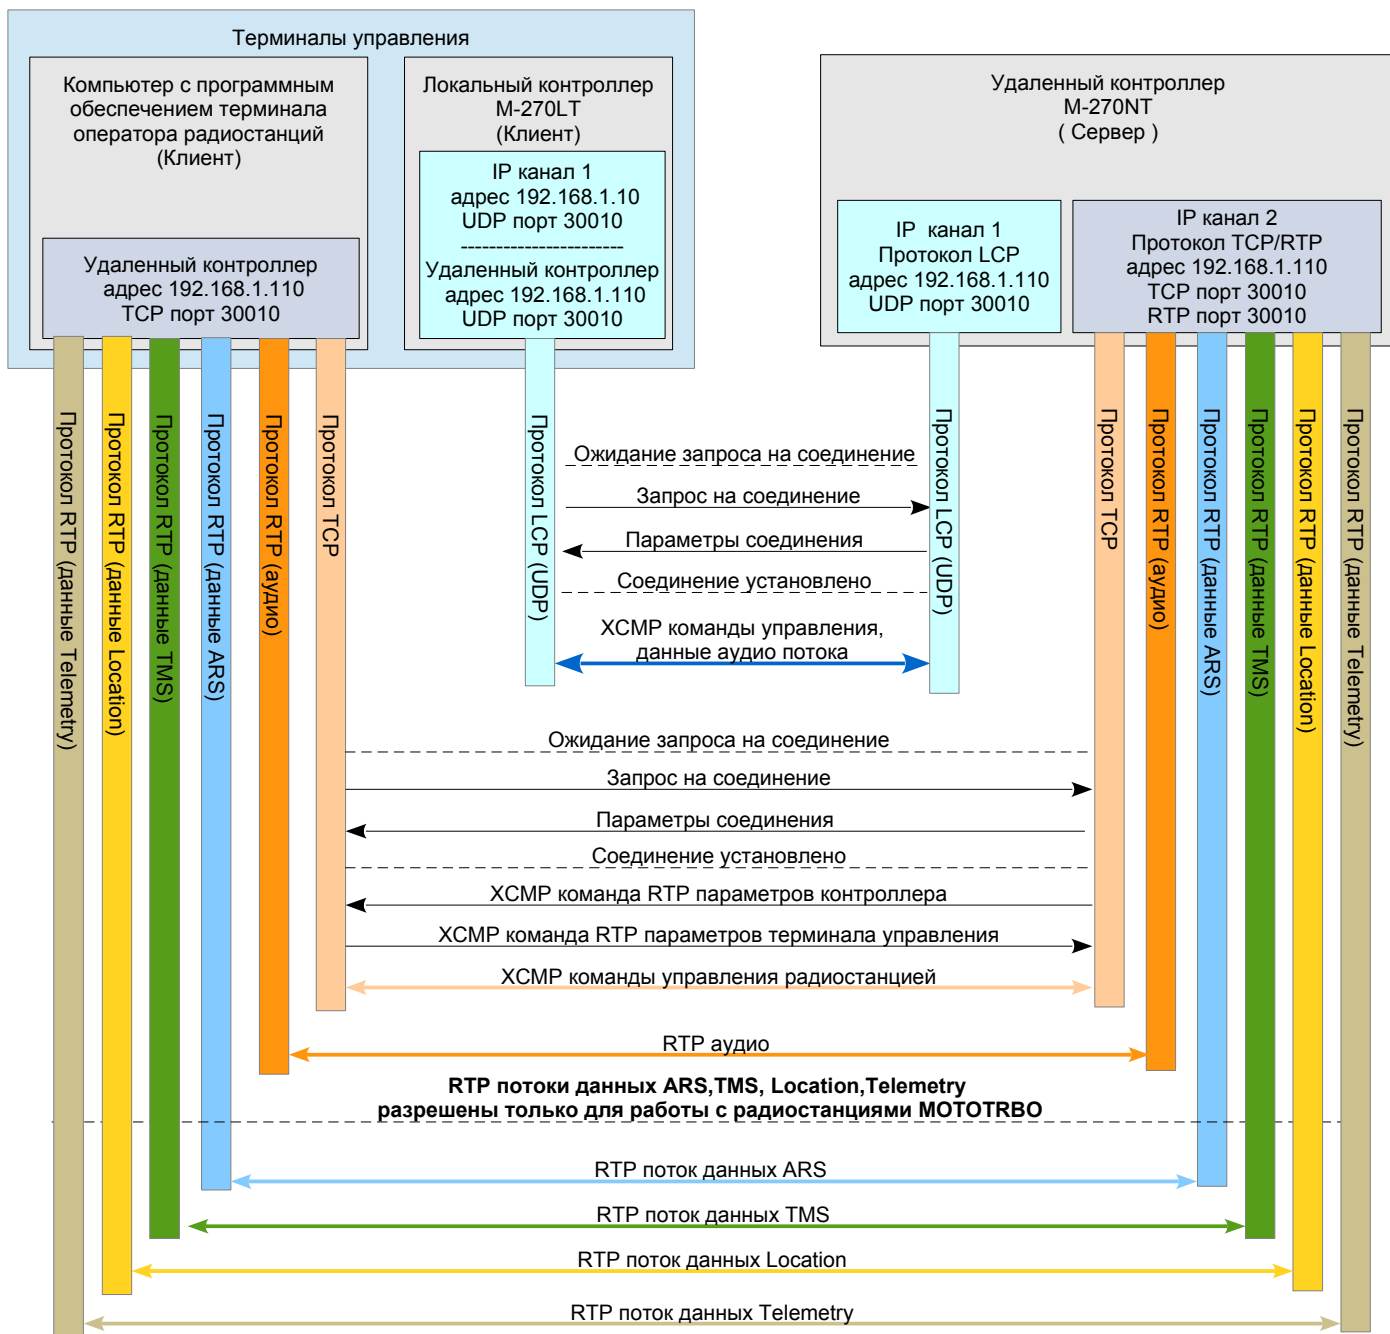 Терминалы управления
Компьютер с программным
обеспечением терминала
оператора радиостанций
(Клиент)
Удаленный контроллер
адрес 192.168.1.110
TCP порт 30010
Локальный контроллер
М-270LT
(Клиент)
IP канал 1
адрес 192.168.1.10
UDP порт 30010
-----------------------
Удаленный контроллер
адрес 192.168.1.110
UDP порт 30010
Удаленный контроллер
М-270NT
( Сервер )
IP  канал 1
Протокол LCP
адрес 192.168.1.110
UDP порт 30010
IP канал 2
Протокол TCP/RTP
адрес 192.168.1.110
TCP порт 30010
RTP порт 30010
Протокол RTP (данные Telemetry)
Протокол RTP (данные Location)
Протокол RTP (данные TMS)
Протокол RTP (данные ARS)
Протокол RTP (аудио)
Протокол TCP
Протокол LCP (UDP)
Протокол LCP (UDP)
Протокол TCP
Протокол RTP (аудио)
Протокол RTP (данные ARS)
Протокол RTP (данные TMS)
Протокол RTP (данные Location)
Протокол RTP (данные Telemetry)
Ожидание запроса на соединение
Запрос на соединение
Параметры соединения
Соединение установлено
XCMP команды управления,
данные аудио потока
Ожидание запроса на соединение
Запрос на соединение
Параметры соединения
Соединение установлено
XCMP команда RTP параметров контроллера
XCMP команда RTP параметров терминала управления
XCMP команды управления радиостанцией
RTP аудио
RTP потоки данных ARS,TMS, Location,Telemetry
разрешены только для работы с радиостанциями MOTOTRBO
RTP поток данных ARS
RTP поток данных TMS
RTP поток данных Location
RTP поток данных Telemetry